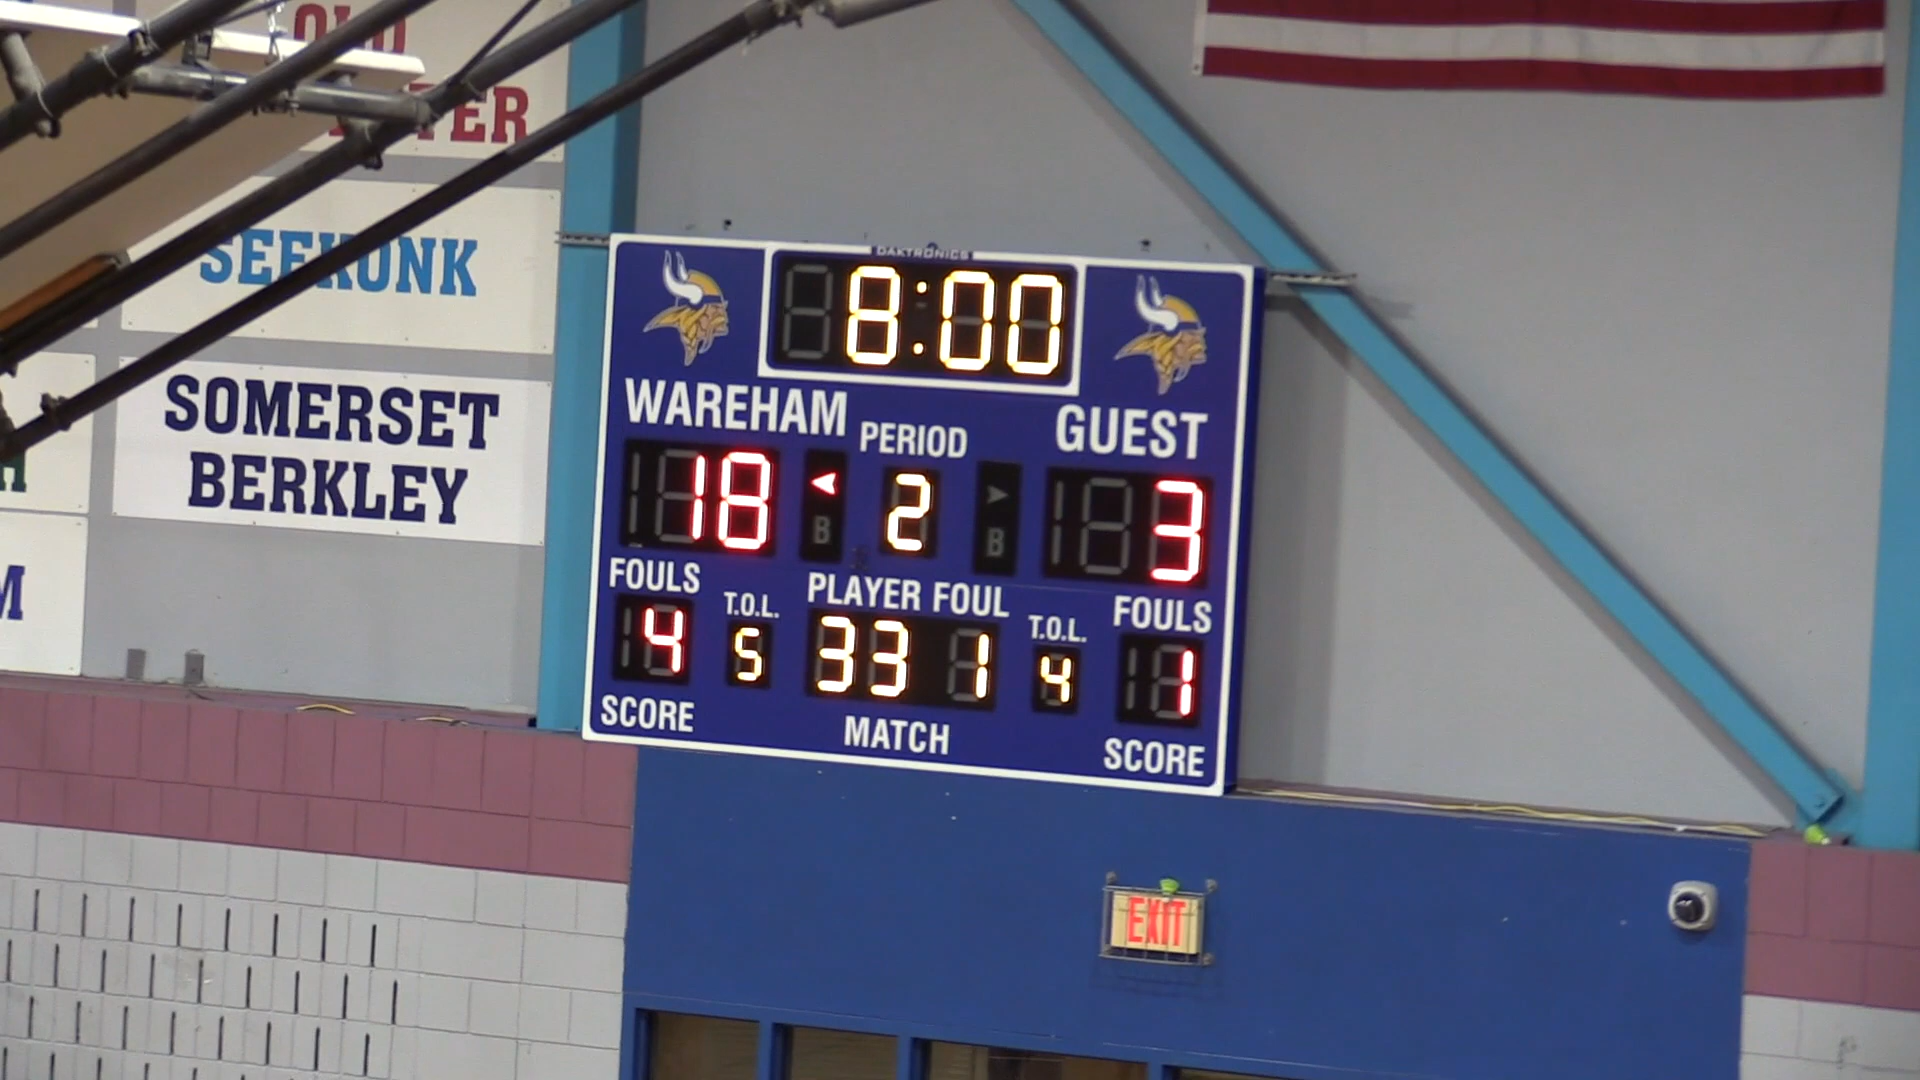 OLD
SEEKONK
SOMERSET
BERKLEY
DAKTRONICS
8:00
WAREHAM
PERIOD
GUEST
18
2
3
B
B
FOULS
T.O.L.
PLAYER FOUL
T.O.L.
FOULS
4
5
33 1
4
1
SCORE
MATCH
SCORE
EXIT